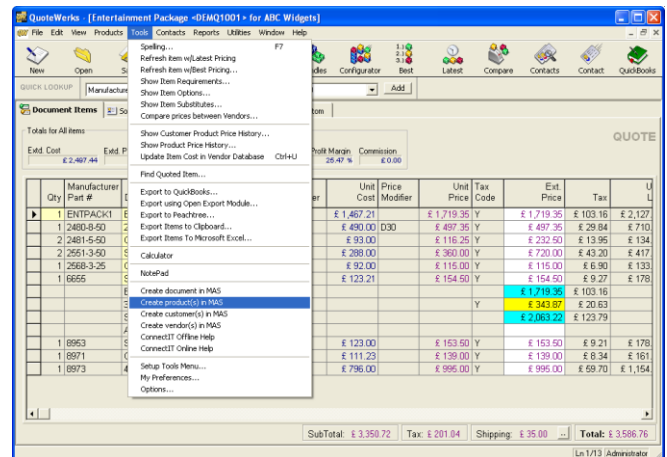 QuoteWerks - [Entertainment Package <DEMQ1001> for ABC Widgets]
File Edit View Products Tools Contacts Reports Utilities Window Help
New Open Configurator Best Latest Compare Contacts Contact QuickBooks
QUICK LOOKUP Manufactur Add
Document Items
Totals for All items QUOTE
Extd. Cost Extd. P Profit Margin Commission
£ 2,497.44 25.47 % £ 0.00
Spelling... F7
Refresh item w/Latest Pricing
Refresh item w/Best Pricing...
Show Item Requirements...
Show Item Options...
Show Item Substitutes...
Compare prices between Vendors...
Show Customer Product Price History...
Show Product Price History...
Update Item Cost in Vendor Database Ctrl+U
Find Quoted Item...
Export to QuickBooks...
Export using Open Export Module...
Export to Peachtree...
Export Items to Clipboard...
Export Items To Microsoft Excel...
Calculator
NotePad
Create document in MAS
Create product(s) in MAS
Create customer(s) in MAS
Create vendor(s) in MAS
ConnectIT Offline Help
ConnectIT Online Help
Setup Tools Menu...
My Preferences...
Options...
Qty Manufacturer Part # Unit Cost Price Modifier Unit Price Tax Code Ext. Price Tax
1 ENTPACK1 £ 1,467.21 £ 1,719.35 Y £ 1,719.35 £ 103.16 £ 2,127.
1 2480-8-50 £ 490.00 D30 £ 497.35 Y £ 497.35 £ 29.84 £ 710.
2 2481-5-50 £ 93.00 £ 116.25 Y £ 232.50 £ 13.95 £ 134.
2 2551-3-50 £ 288.00 £ 360.00 Y £ 720.00 £ 43.20 £ 417.
1 2568-3-25 £ 92.00 £ 115.00 Y £ 115.00 £ 6.90 £ 133.
1 6655 £ 123.21 £ 154.50 Y £ 154.50 £ 9.27 £ 178.
£ 1,719.35 £ 103.16
Y £ 343.87 £ 20.63
£ 2,063.22 £ 123.79
1 8953 £ 123.00 £ 153.50 Y £ 153.50 £ 9.21 £ 178.
1 8971 £ 111.23 £ 139.00 Y £ 139.00 £ 8.34 £ 161.
1 8973 £ 796.00 £ 995.00 Y £ 995.00 £ 59.70 £ 1,154.
SubTotal: £ 3,350.72 Tax: £ 201.04 Shipping: £ 35.00 ... Total: £ 3,586.76
Ln 1/13 Administrator